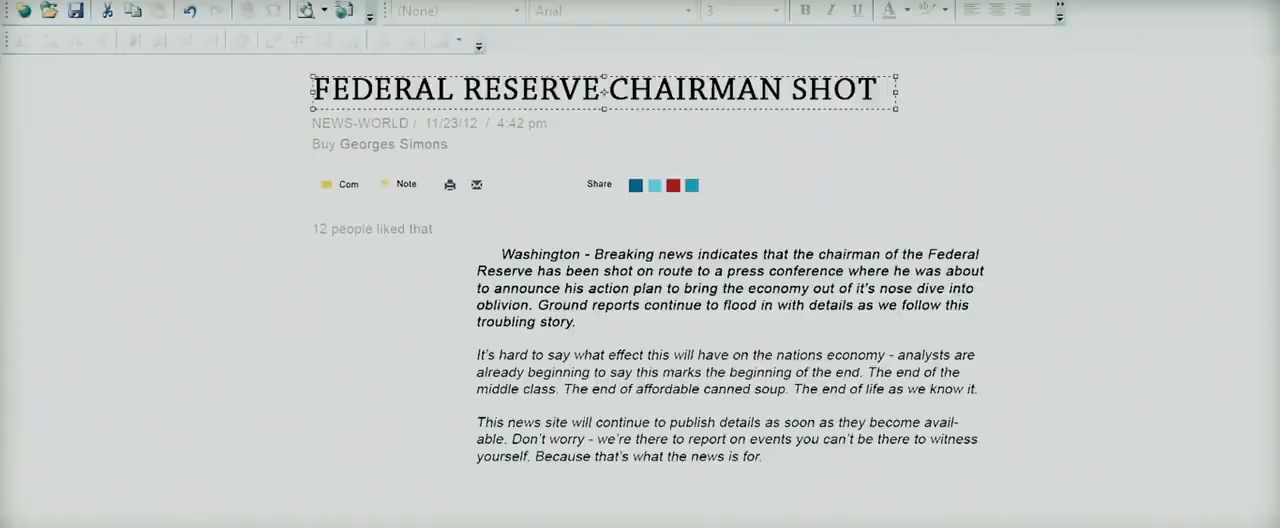 (None) Arial 3 B I U A ab
FEDERAL RESERVE CHAIRMAN SHOT
NEWS-WORLD / 11/23/12 / 4:42 pm
Buy Georges Simons
Com Note Share
12 people liked that
Washington - Breaking news indicates that the chairman of the Federal
Reserve has been shot on route to a press conference where he was about
to announce his action plan to bring the economy out of it's nose dive into
oblivion. Ground reports continue to flood in with details as we follow this
troubling story.
It's hard to say what effect this will have on the nations economy - analysts are
already beginning to say this marks the beginning of the end. The end of the
middle class. The end of affordable canned soup. The end of life as we know it.
This news site will continue to publish details as soon as they become avail-
able. Don't worry - we're there to report on events you can't be there to witness
yourself. Because that's what the news is for.